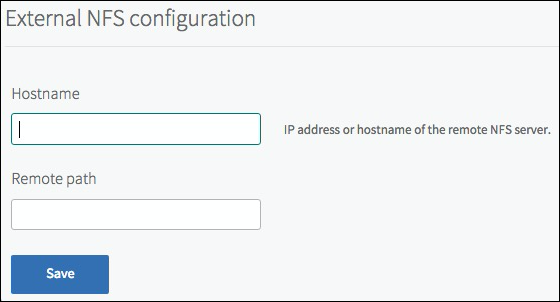 External NFS configuration
Hostname
IP address or hostname of the remote NFS server.
Remote path
Save